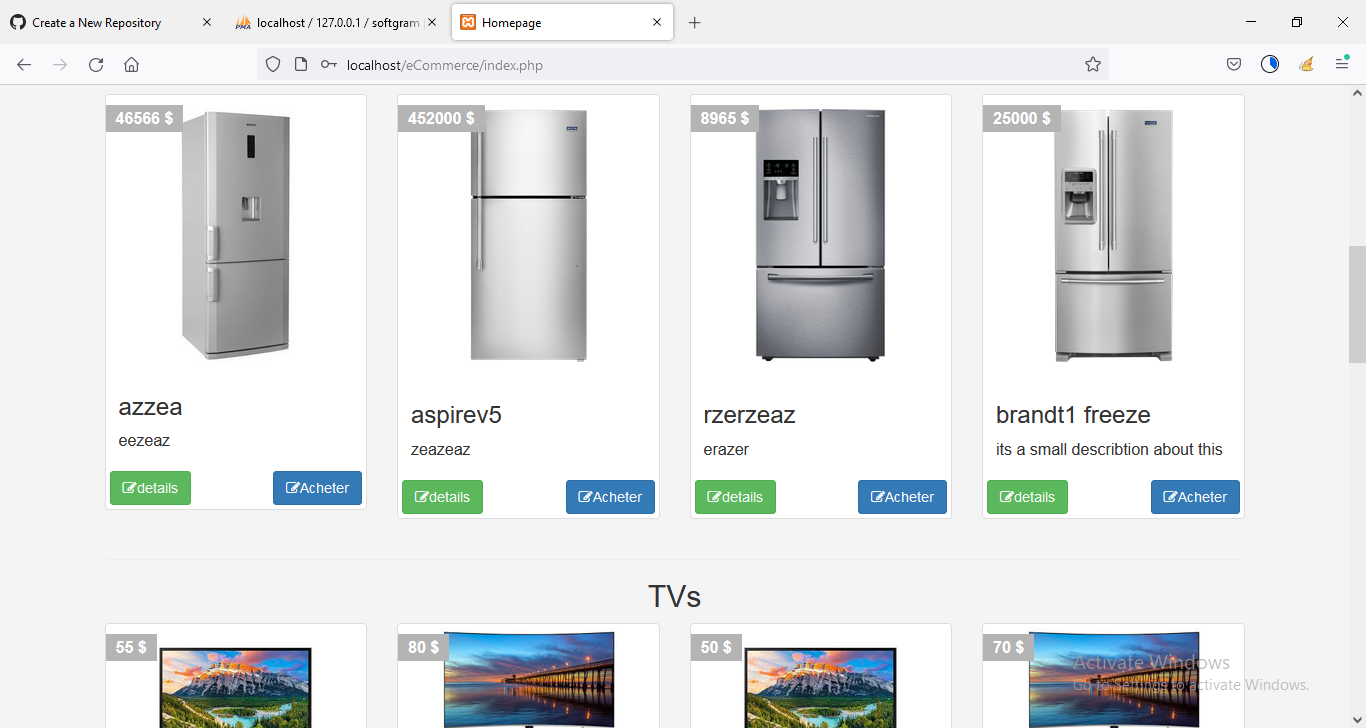 Create a New Repository
localhost / 127.0.0.1 / softgram
Homepage
localhost/eCommerce/index.php
46566 $
452000 $
8965 $
25000 $
azzea
eezeaz
details
Acheter
aspirev5
zeazeaz
details
Acheter
rzerzeaz
erazer
details
Acheter
brandt1 freeze
its a small describtion about this
details
Acheter
TVs
55 $
80 $
50 $
70 $
Activate Windows
Go to Settings to activate Windows.